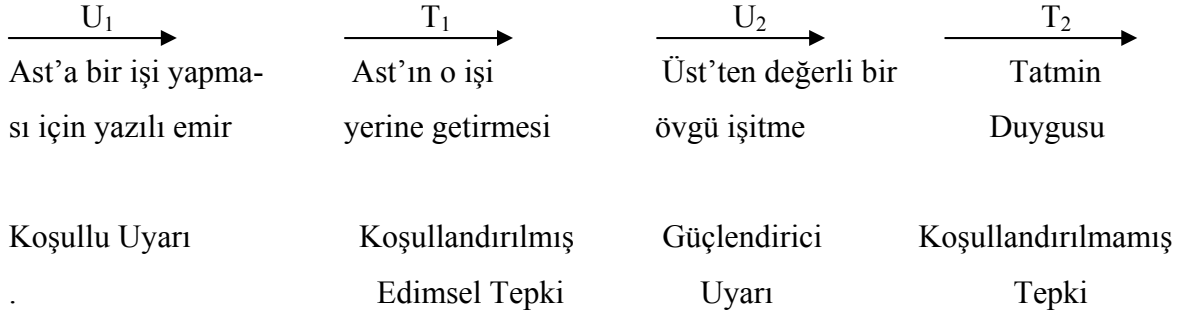 U₁ T₁ U₂ T₂
Ast’a bir işi yapma- Ast’ın o işi Üst’ten değerli bir Tatmin
sı için yazılı emir yerine getirmesi övgü işitme Duygusu
Koşullu Uyarı Koşullandırılmış Güçlendirici Koşullandırılmamış
. Edimsel Tepki Uyarı Tepki